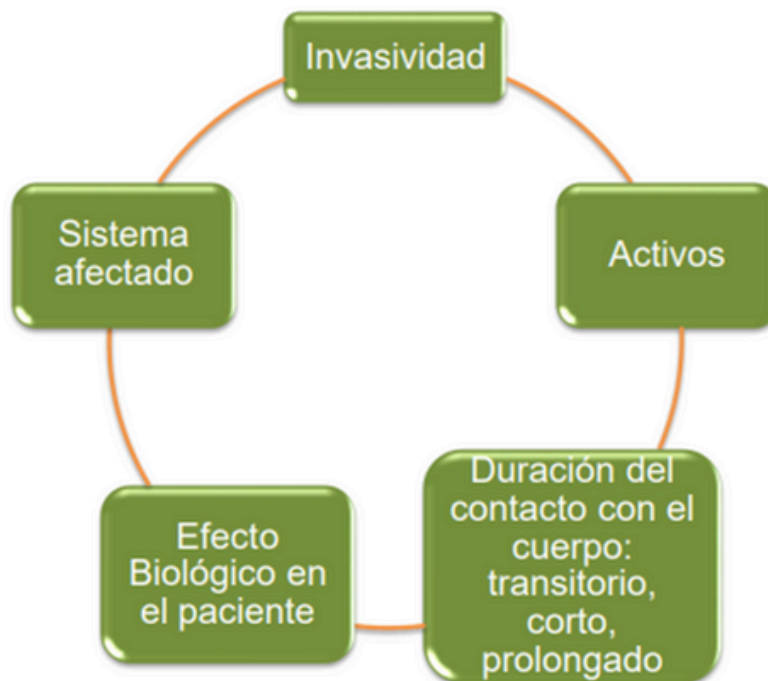 Invasividad
Activos
Duración del
contacto con el
cuerpo:
transitorio,
corto,
prolongado
Efecto
Biológico en
el paciente
Sistema
afectado